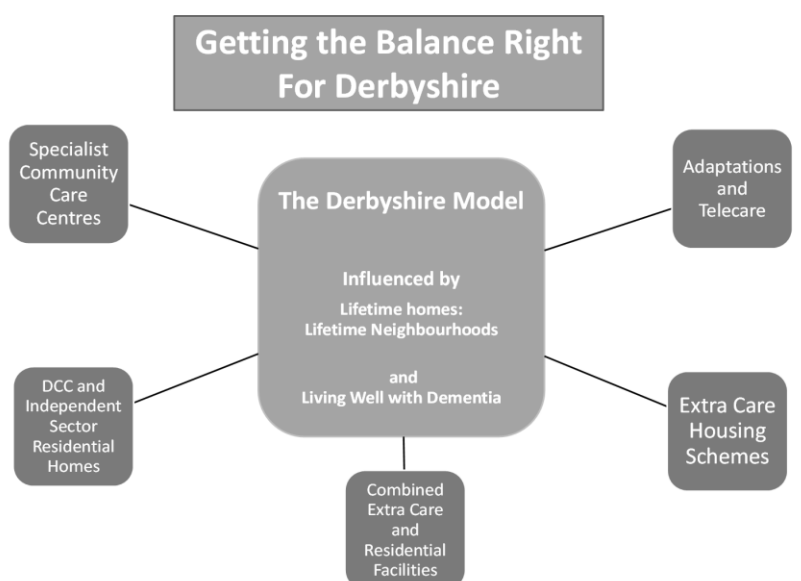 Getting the Balance Right
For Derbyshire
Specialist
Community
Care
Centres
Adaptations
and
Telecare
The Derbyshire Model
Influenced by
Lifetime homes:
Lifetime Neighbourhoods
and
Living Well with Dementia
DCC and
Independent
Sector
Residential
Homes
Extra Care
Housing
Schemes
Combined
Extra Care
and
Residential
Facilities